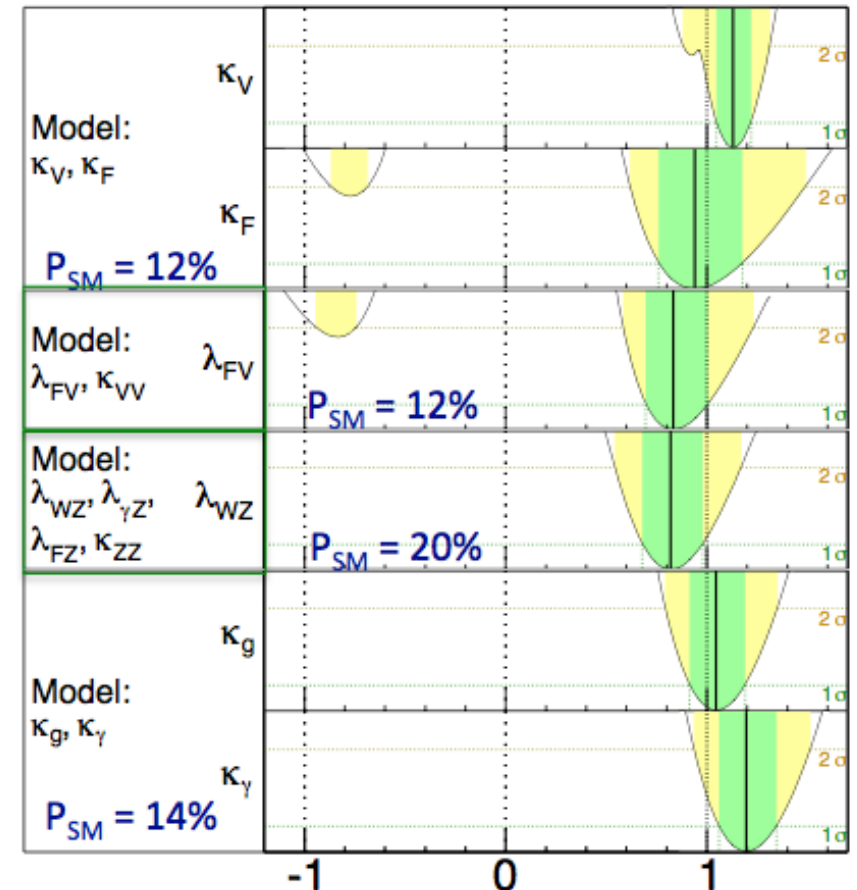 κV
2σ
Model:
κV, κF
1σ
κF
2σ
PSM = 12%
1σ
Model:
λFV, κVV
λFV
2σ
PSM = 12%
1σ
Model:
λWZ, λγZ,
λFZ, κZZ
λWZ
2σ
PSM = 20%
1σ
κg
2σ
Model:
κg, κγ
1σ
κγ
2σ
PSM = 14%
1σ
-1 0 1